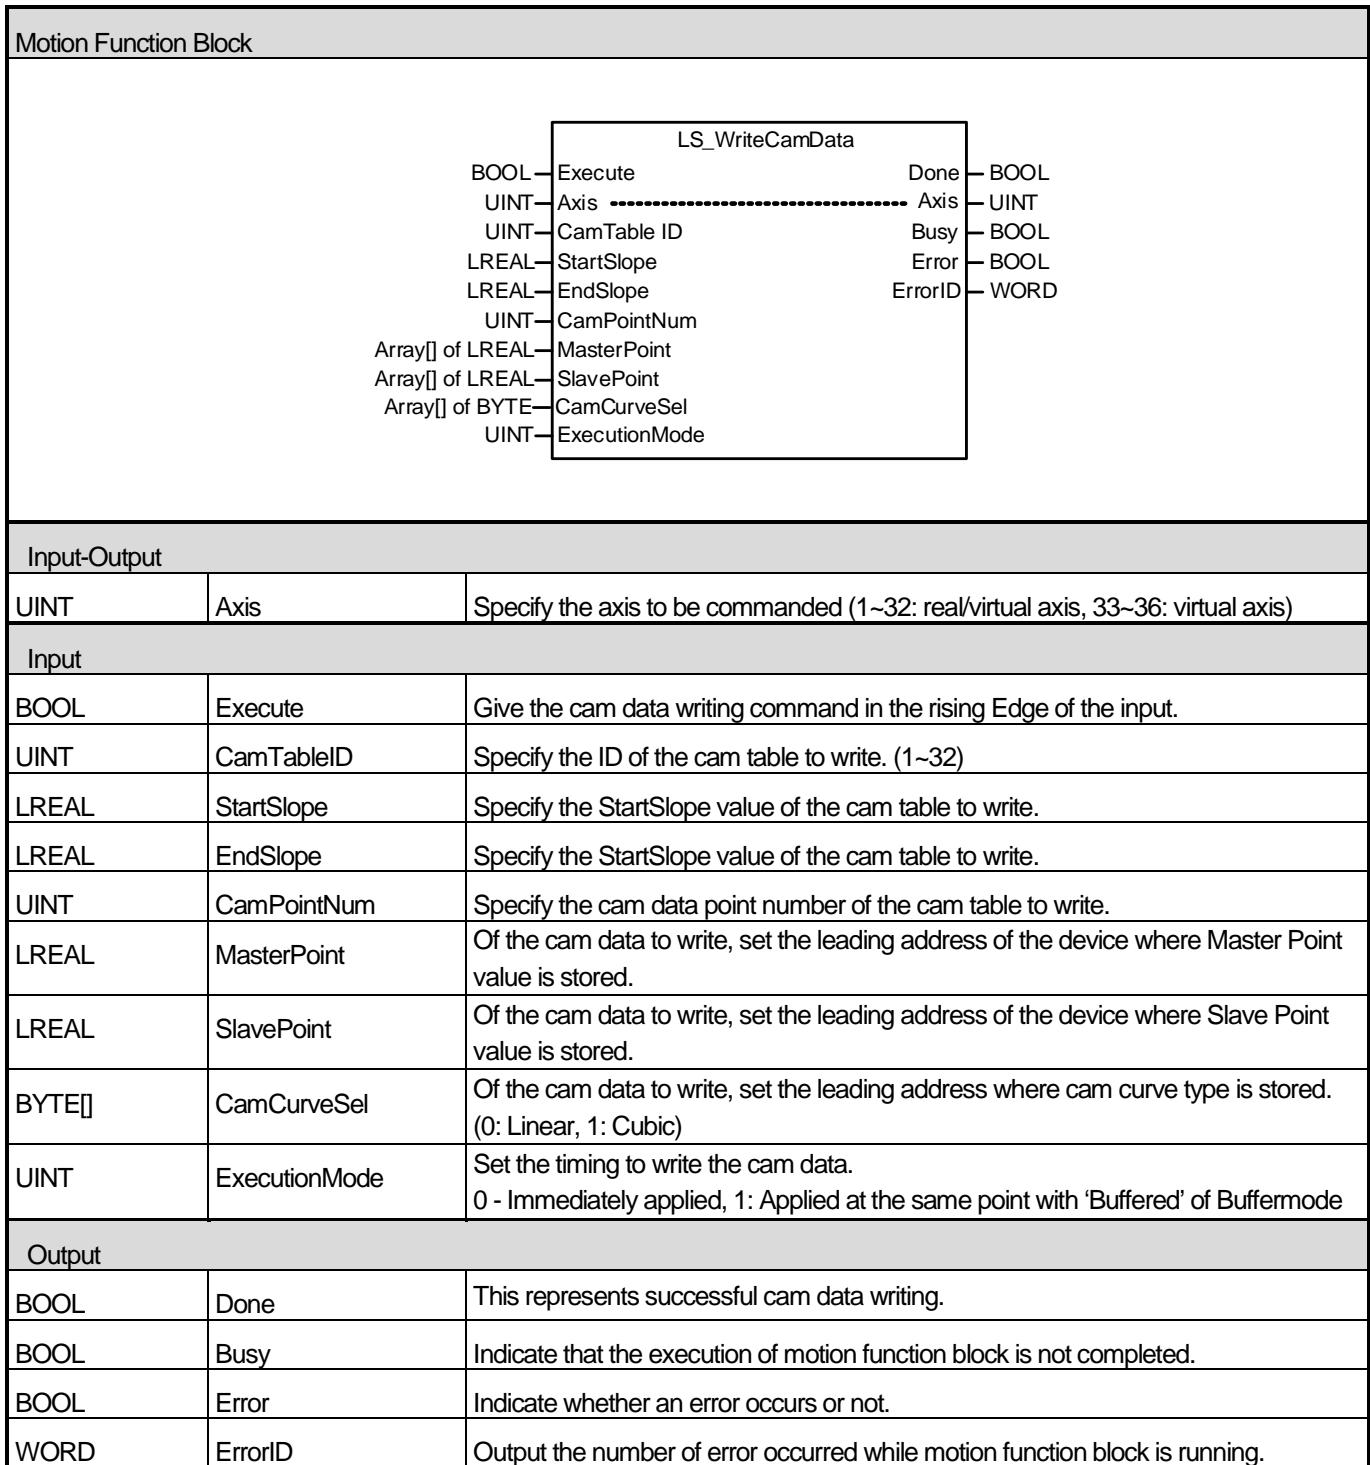 Motion Function Block
LS_WriteCamData
BOOL Execute Done BOOL
UINT Axis Axis UINT
UINT CamTable ID Busy BOOL
LREAL StartSlope Error BOOL
LREAL EndSlope ErrorID WORD
UINT CamPointNum
Array[] of LREAL MasterPoint
Array[] of LREAL SlavePoint
Array[] of BYTE CamCurveSel
UINT ExecutionMode
Input-Output
UINT Axis Specify the axis to be commanded (1~32: real/virtual axis, 33~36: virtual axis)
Input
BOOL Execute Give the cam data writing command in the rising Edge of the input.
UINT CamTableID Specify the ID of the cam table to write. (1~32)
LREAL StartSlope Specify the StartSlope value of the cam table to write.
LREAL EndSlope Specify the StartSlope value of the cam table to write.
UINT CamPointNum Specify the cam data point number of the cam table to write.
LREAL MasterPoint Of the cam data to write, set the leading address of the device where Master Point
value is stored.
LREAL SlavePoint Of the cam data to write, set the leading address of the device where Slave Point
value is stored.
BYTE[] CamCurveSel Of the cam data to write, set the leading address where cam curve type is stored.
(0: Linear, 1: Cubic)
UINT ExecutionMode Set the timing to write the cam data.
0 - Immediately applied, 1: Applied at the same point with ‘Buffered’ of Buffermode
Output
BOOL Done This represents successful cam data writing.
BOOL Busy Indicate that the execution of motion function block is not completed.
BOOL Error Indicate whether an error occurs or not.
WORD ErrorID Output the number of error occurred while motion function block is running.